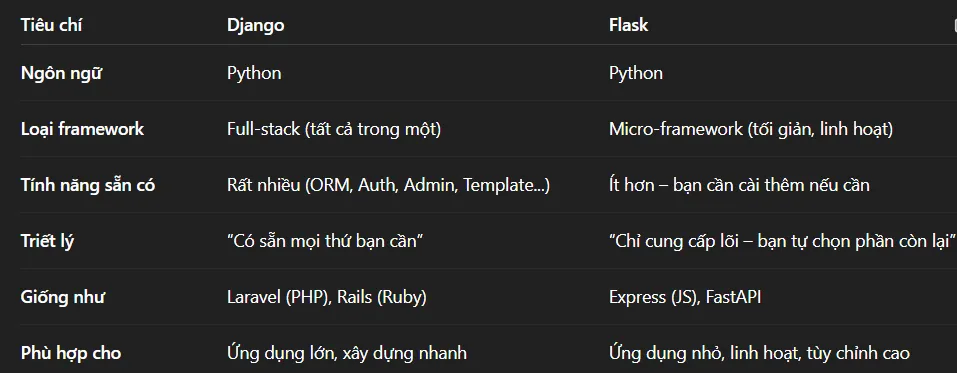 Tiêu chí Django Flask
Ngôn ngữ Python Python
Loại framework Full-stack (tất cả trong một) Micro-framework (tối giản, linh hoạt)
Tính năng sẵn có Rất nhiều (ORM, Auth, Admin, Template...) Ít hơn – bạn cần cài thêm nếu cần
Triết lý “Có sẵn mọi thứ bạn cần” “Chỉ cung cấp lõi – bạn tự chọn phần còn lại”
Giống như Laravel (PHP), Rails (Ruby) Express (JS), FastAPI
Phù hợp cho Ứng dụng lớn, xây dựng nhanh Ứng dụng nhỏ, linh hoạt, tùy chỉnh cao